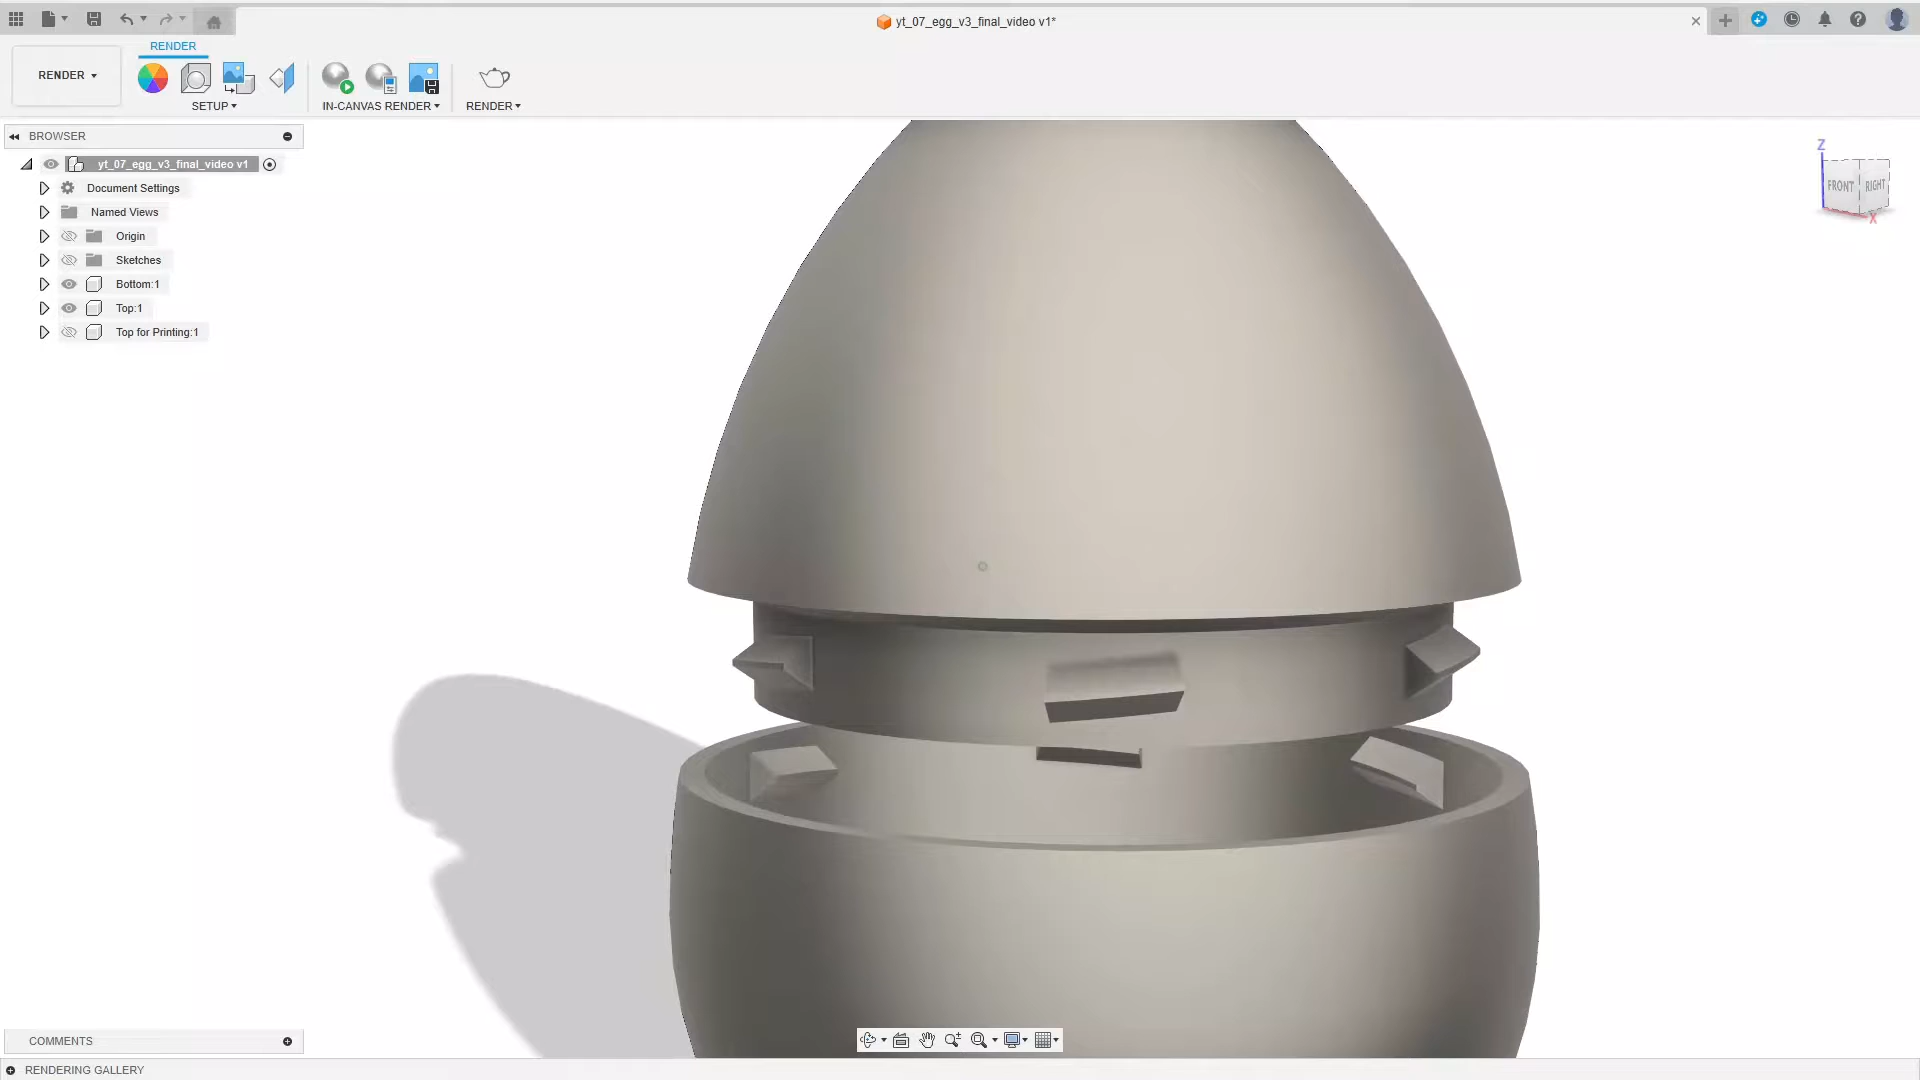 yt_07_egg_v3_final_video v1*
RENDER
RENDER
SETUP
IN-CANVAS RENDER
RENDER
BROWSER
yt_07_egg_v3_final_video v1
Document Settings
Named Views
Origin
Sketches
Bottom:1
Top:1
Top for Printing:1
Z
FRONT
RIGHT
X
COMMENTS
RENDERING GALLERY